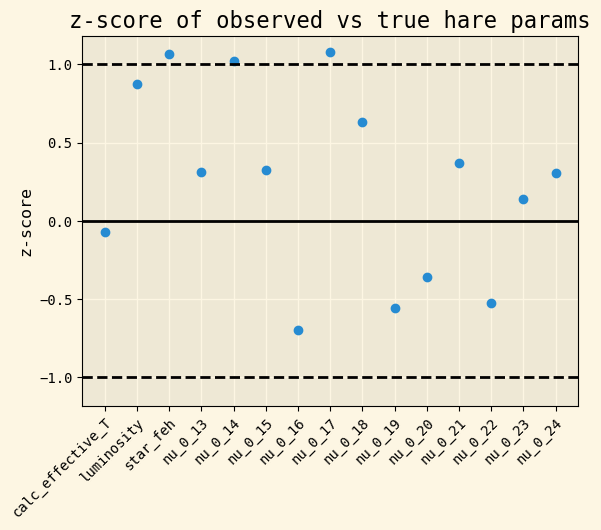 z-score of observed vs true hare params
z-score
1.0
0.5
0.0
−0.5
−1.0
calc_effective_T
luminosity
star_feh
nu_0_13
nu_0_14
nu_0_15
nu_0_16
nu_0_17
nu_0_18
nu_0_19
nu_0_20
nu_0_21
nu_0_22
nu_0_23
nu_0_24